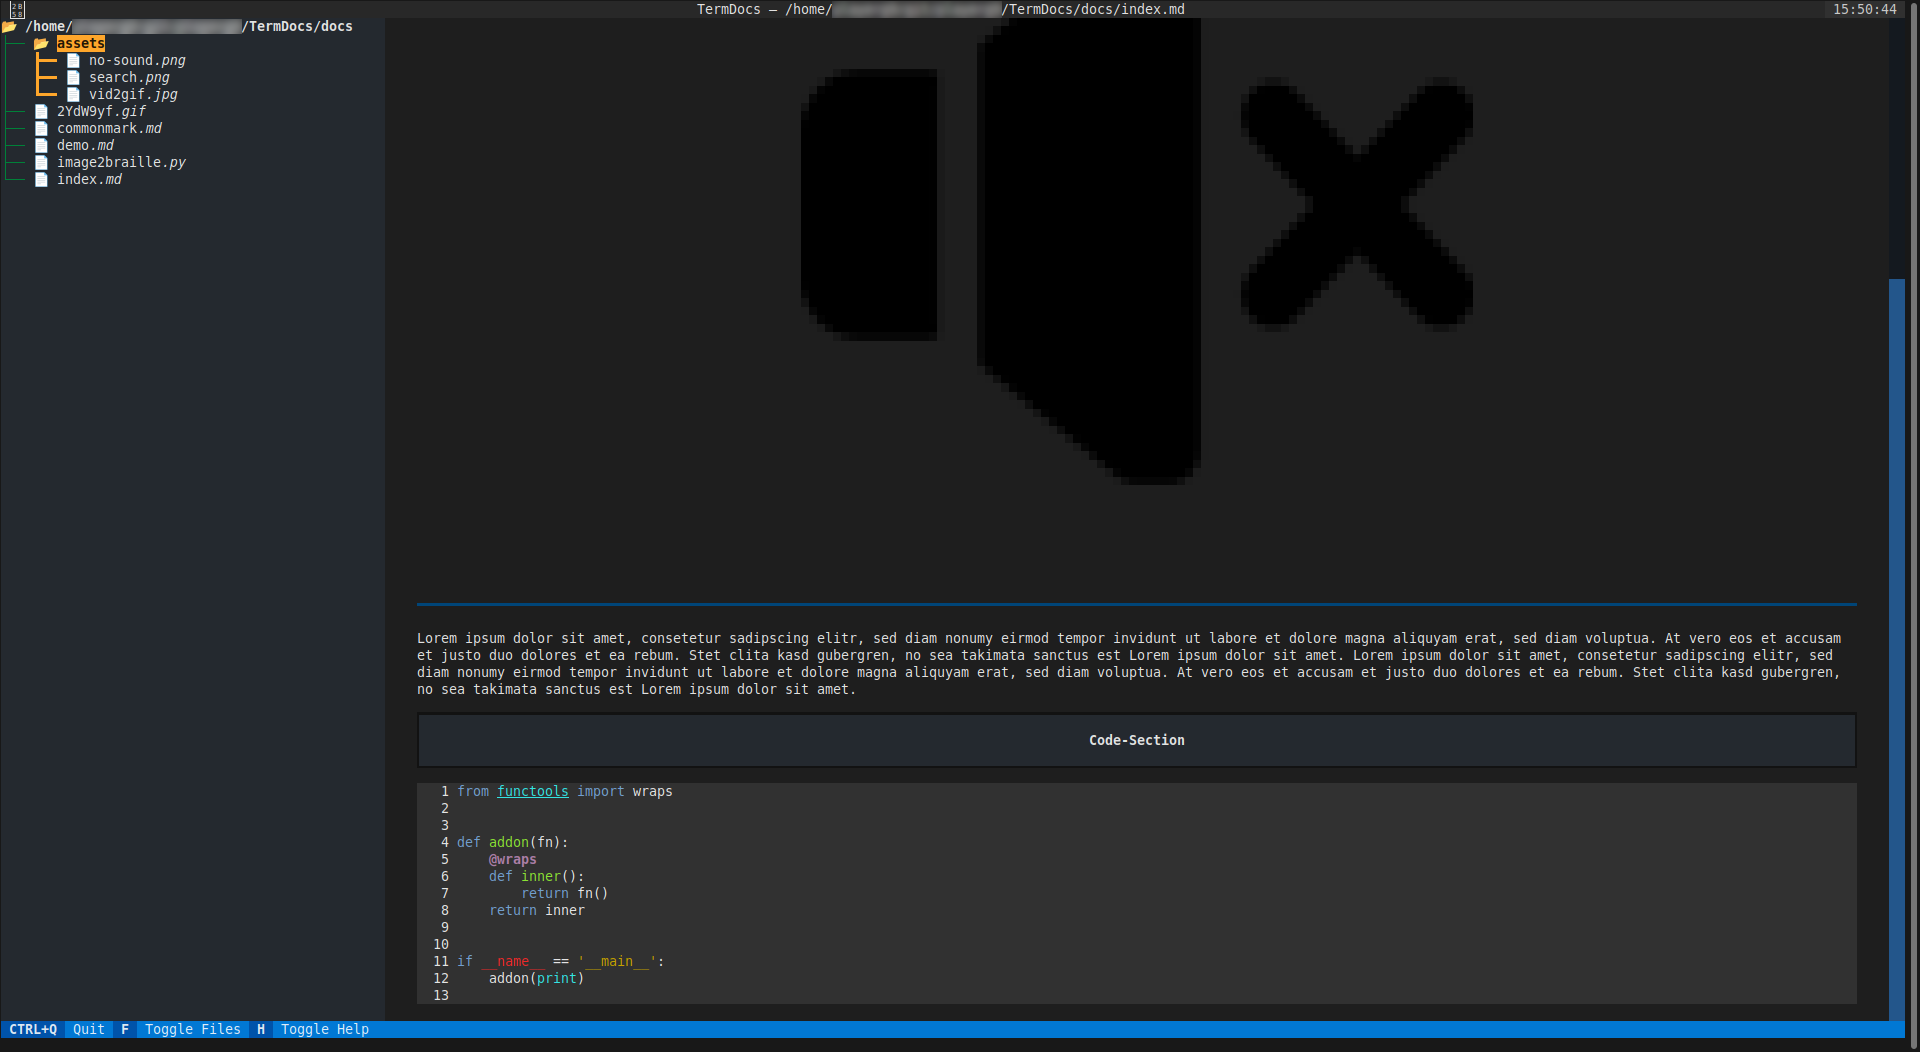 TermDocs — /home/ /TermDocs/docs/index.md
15:50:44
/home/ /TermDocs/docs
assets
no-sound.png
search.png
vid2gif.jpg
2YdW9yf.gif
commonmark.md
demo.md
image2braille.py
index.md
Lorem ipsum dolor sit amet, consetetur sadipscing elitr, sed diam nonumy eirmod tempor invidunt ut labore et dolore magna aliquyam erat, sed diam voluptua. At vero eos et accusam
et justo duo dolores et ea rebum. Stet clita kasd gubergren, no sea takimata sanctus est Lorem ipsum dolor sit amet. Lorem ipsum dolor sit amet, consetetur sadipscing elitr, sed
diam nonumy eirmod tempor invidunt ut labore et dolore magna aliquyam erat, sed diam voluptua. At vero eos et accusam et justo duo dolores et ea rebum. Stet clita kasd gubergren,
no sea takimata sanctus est Lorem ipsum dolor sit amet.
Code-Section
1 from functools import wraps
2
3
4 def addon(fn):
5     @wraps
6     def inner():
7         return fn()
8     return inner
9
10
11 if __name__ == '__main__':
12     addon(print)
13
CTRL+Q Quit F Toggle Files H Toggle Help